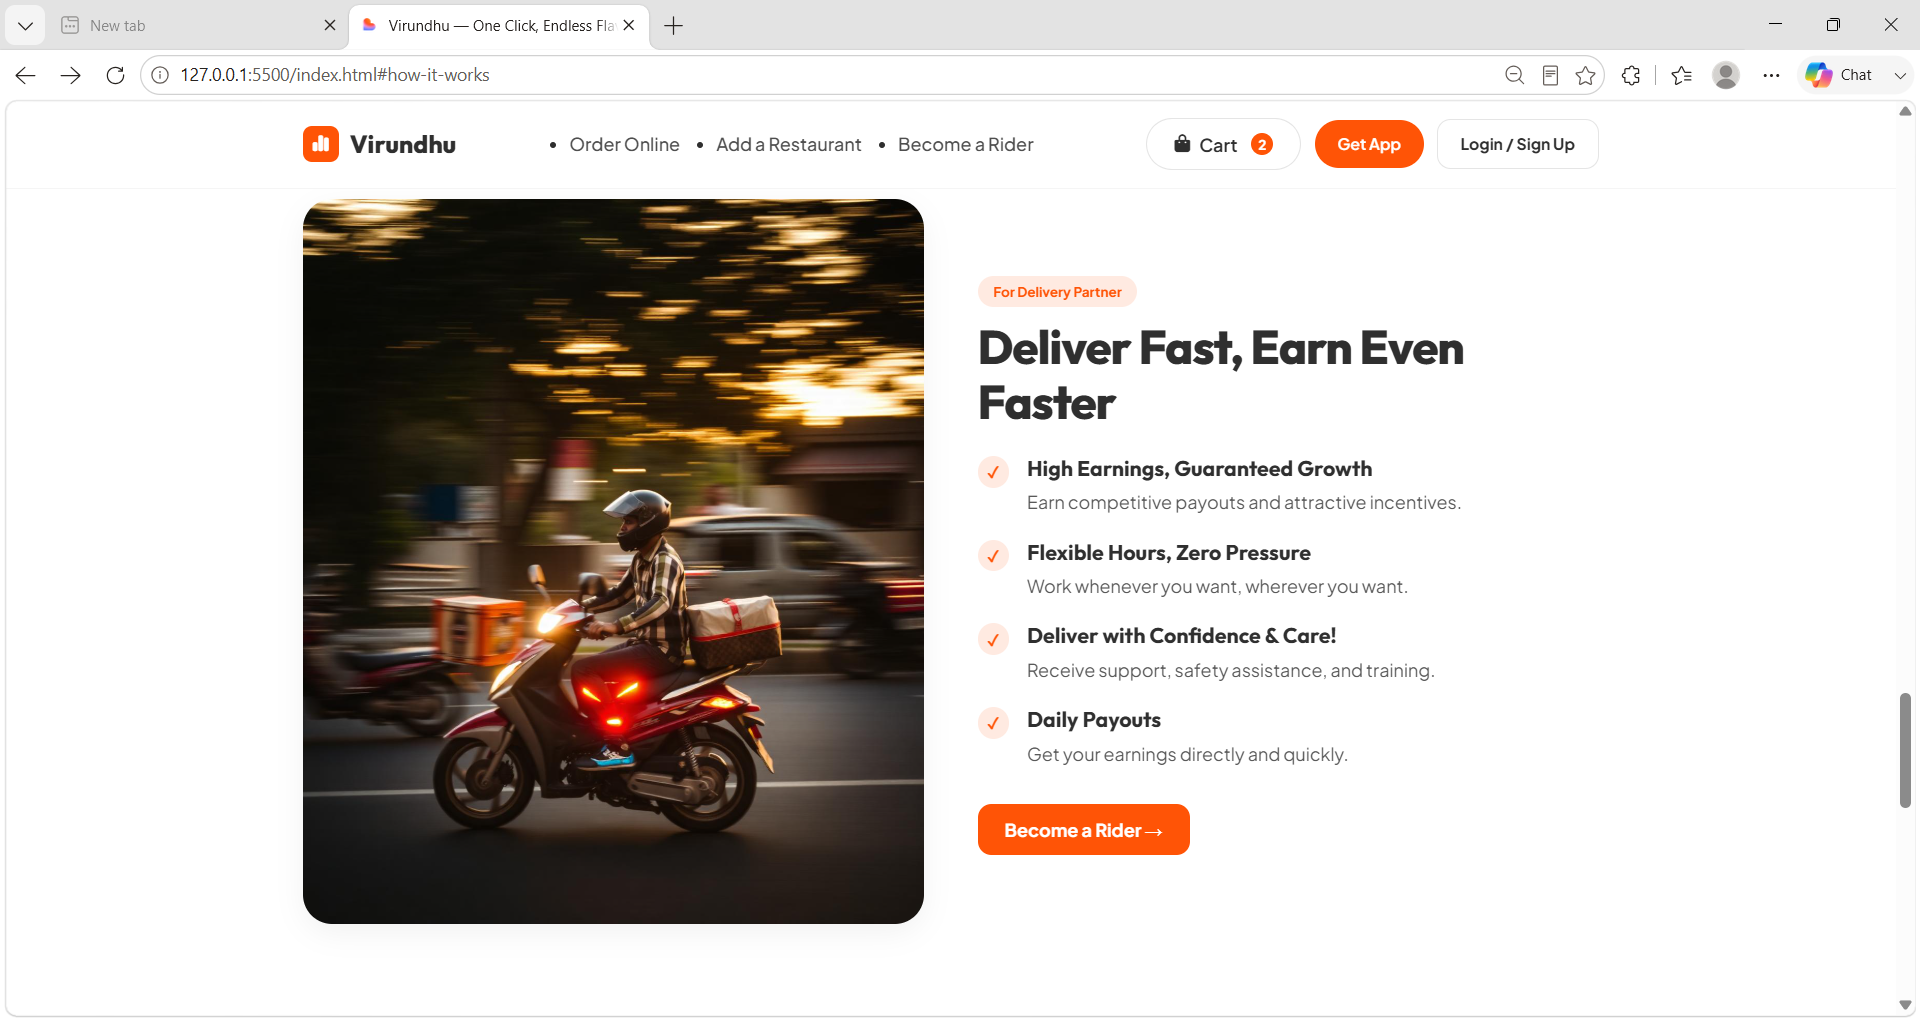 New tab
Virundhu — One Click, Endless Fla
127.0.0.1:5500/index.html#how-it-works
Chat
Virundhu
• Order Online • Add a Restaurant • Become a Rider
Cart 2
Get App
Login / Sign Up
For Delivery Partner
Deliver Fast, Earn Even
Faster
✓ High Earnings, Guaranteed Growth
Earn competitive payouts and attractive incentives.
✓ Flexible Hours, Zero Pressure
Work whenever you want, wherever you want.
✓ Deliver with Confidence & Care!
Receive support, safety assistance, and training.
✓ Daily Payouts
Get your earnings directly and quickly.
Become a Rider →